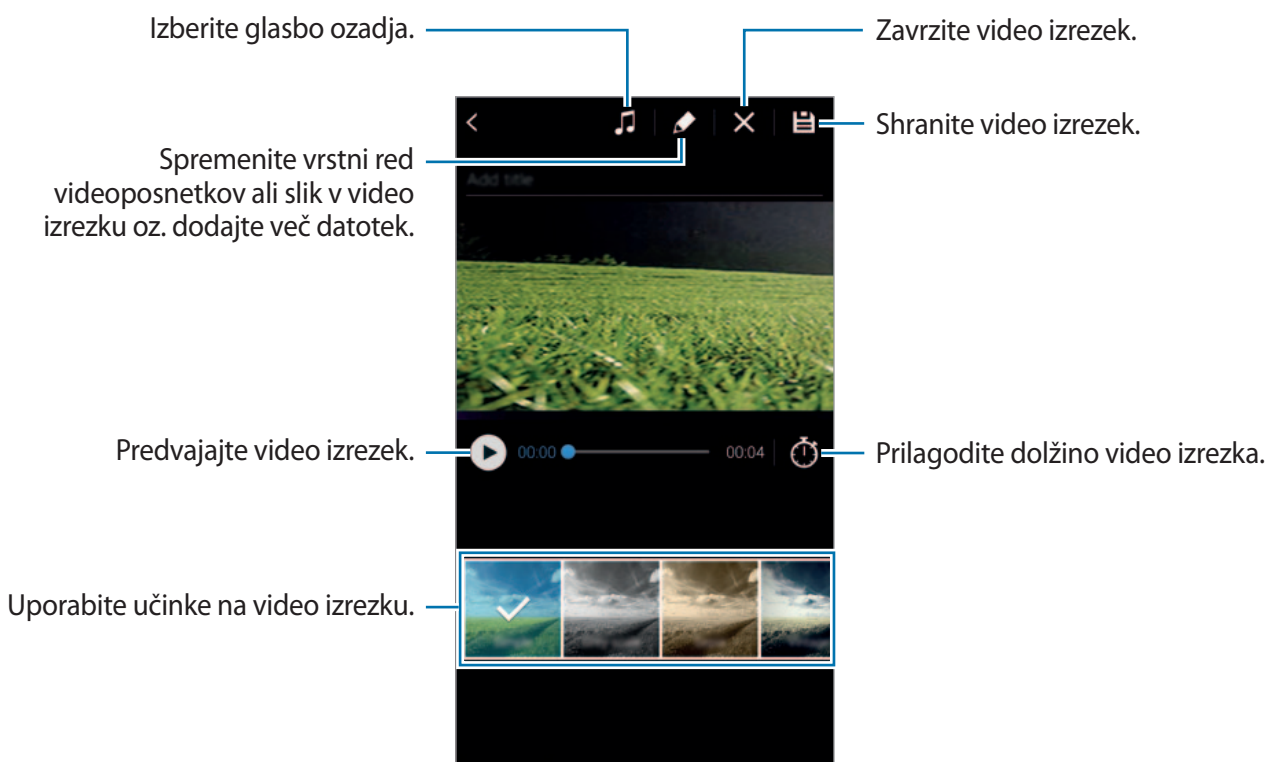 Izberite glasbo ozadja.
Zavrzite video izrezek.
Shranite video izrezek.
Spremenite vrstni red
videoposnetkov ali slik v video
izrezku oz. dodajte več datotek.
Add title
Predvajajte video izrezek.
00:00
00:04
Prilagodite dolžino video izrezka.
Uporabite učinke na video izrezku.